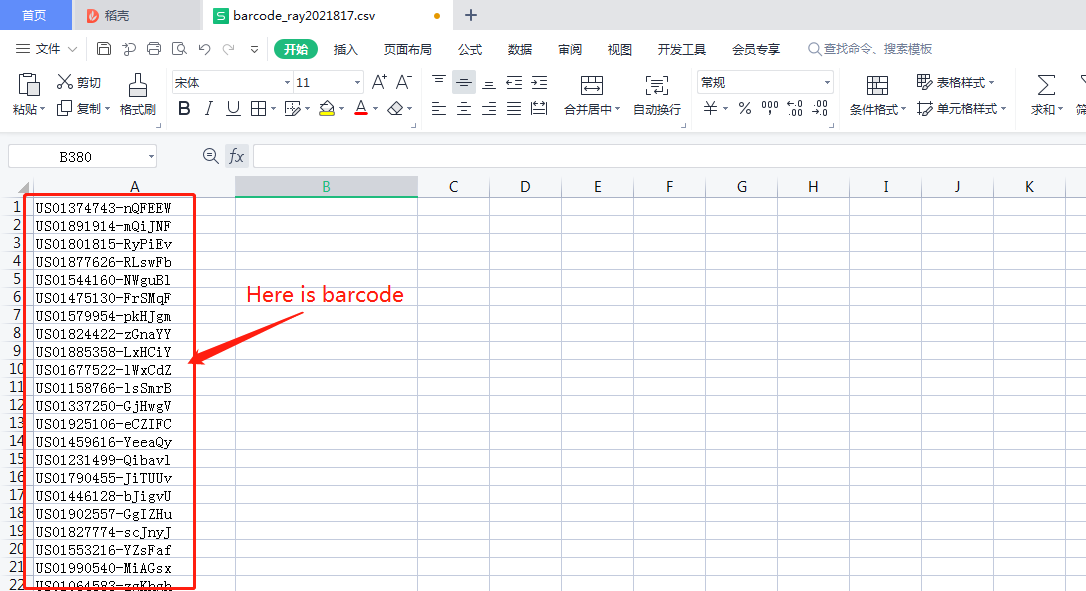 首页 稻壳 barcode_ray2021817.csv
文件 开始 插入 页面布局 公式 数据 审阅 视图 开发工具 会员专享 查找命令、搜索模板
粘贴 剪切 复制 格式刷 宋体 11 合并居中 自动换行 常规 条件格式 表格样式 单元格样式 求和
B380 fx
A B C D E F G H I J K
1 US01374743-nQFEEW
2 US01891914-mQiJNF
3 US01801815-RyPiEv
4 US01877626-RLswFb
5 US01544160-NWguBl
6 US01475130-FrSMqF
7 US01579954-pkHJgm
8 US01824422-zGnaYY
9 US01885358-LxHCiY
10 US01677522-lWxCdZ
11 US01158766-lsSmrB
12 US01337250-GjHwgV
13 US01925106-eCZIFC
14 US01459616-YeeaQy
15 US01231499-Qibavl
16 US01790455-JiTUUv
17 US01446128-bJigvU
18 US01902557-GgIZHu
19 US01827774-scJnyJ
20 US01553216-YZsFaf
21 US01990540-MiAGsx
22
Here is barcode